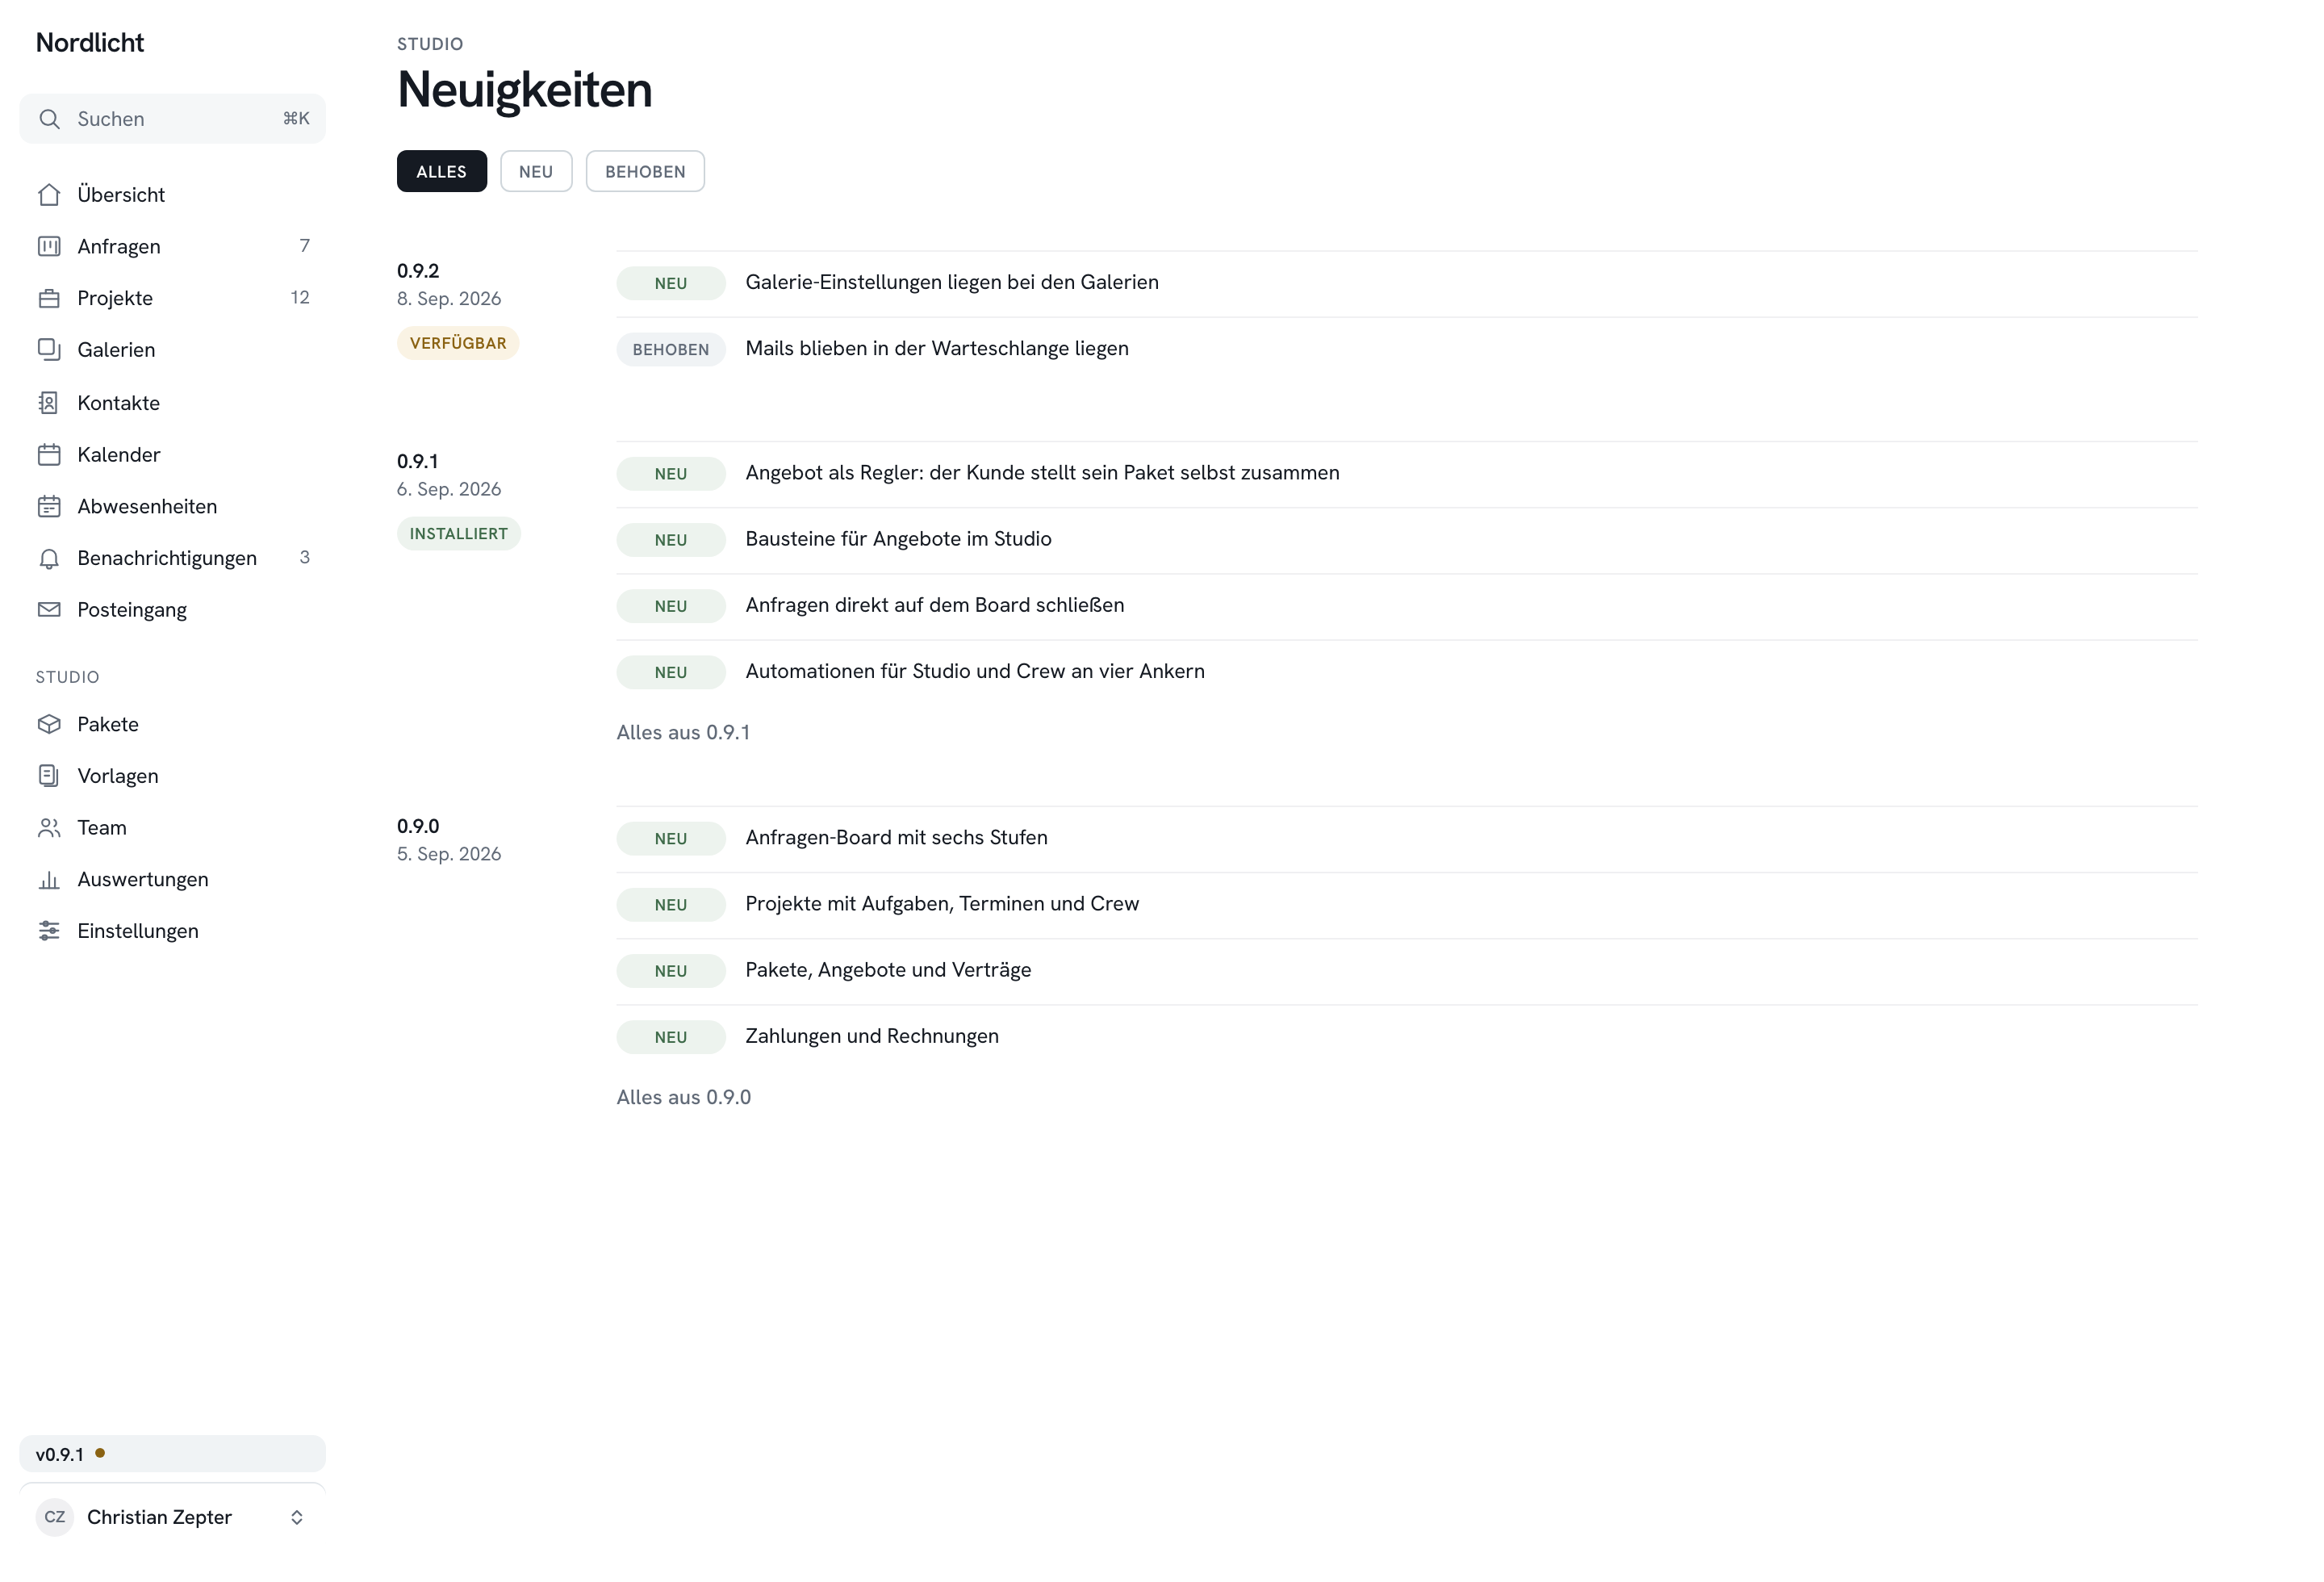 Nordlicht
Suchen ⌘K
Übersicht
Anfragen 7
Projekte 12
Galerien
Kontakte
Kalender
Abwesenheiten
Benachrichtigungen 3
Posteingang
STUDIO
Pakete
Vorlagen
Team
Auswertungen
Einstellungen
v0.9.1
CZ Christian Zepter
STUDIO
Neuigkeiten
ALLES NEU BEHOBEN
0.9.2
8. Sep. 2026
VERFÜGBAR
NEU Galerie-Einstellungen liegen bei den Galerien
BEHOBEN Mails blieben in der Warteschlange liegen
0.9.1
6. Sep. 2026
INSTALLIERT
NEU Angebot als Regler: der Kunde stellt sein Paket selbst zusammen
NEU Bausteine für Angebote im Studio
NEU Anfragen direkt auf dem Board schließen
NEU Automationen für Studio und Crew an vier Ankern
Alles aus 0.9.1
0.9.0
5. Sep. 2026
NEU Anfragen-Board mit sechs Stufen
NEU Projekte mit Aufgaben, Terminen und Crew
NEU Pakete, Angebote und Verträge
NEU Zahlungen und Rechnungen
Alles aus 0.9.0